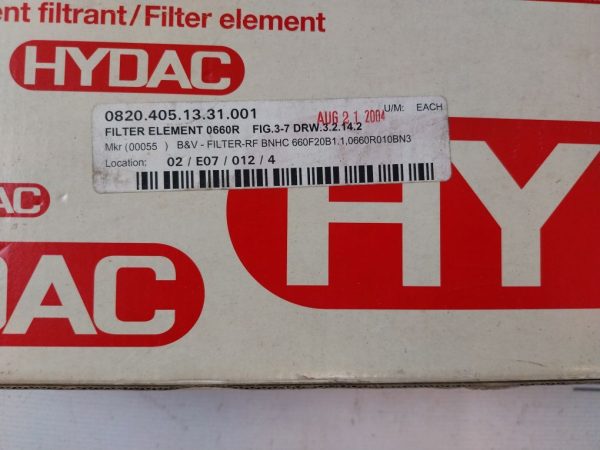 ent filtrant/Filter element
HYDAC
0820.405.13.31.001
AUG 21 2004
U/M: EACH
FILTER ELEMENT 0660R FIG.3-7 DRW.3.2.14.2
Mkr (00055 ) B&V - FILTER-RF BNHC 660F20B1.1,0660R010BN3
Location: 02 / E07 / 012 / 4
AC
DAC
HY